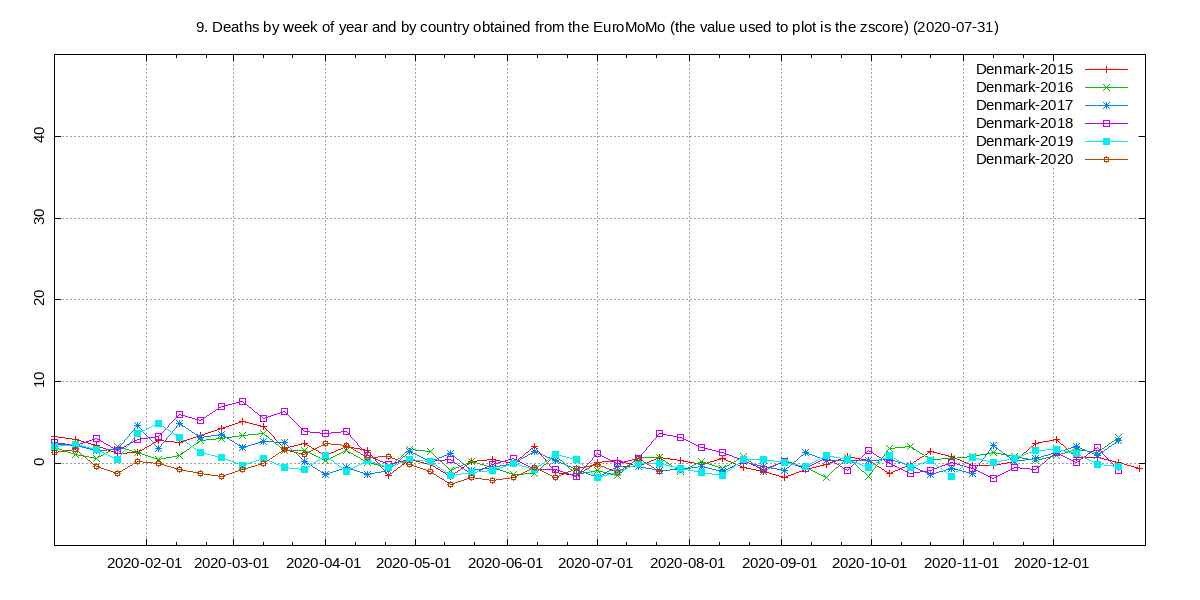 9. Deaths by week of year and by country obtained from the EuroMoMo (the value used to plot is the zscore) (2020-07-31)
Denmark-2015
Denmark-2016
Denmark-2017
Denmark-2018
Denmark-2019
Denmark-2020
40
30
20
10
0
2020-02-01 2020-03-01 2020-04-01 2020-05-01 2020-06-01 2020-07-01 2020-08-01 2020-09-01 2020-10-01 2020-11-01 2020-12-01